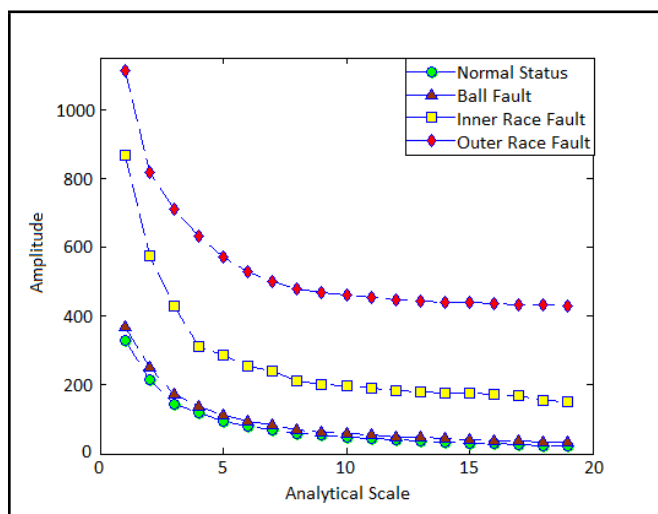 Normal Status
Ball Fault
Inner Race Fault
Outer Race Fault
1000
800
600
400
200
0
Amplitude
0 5 10 15 20
Analytical Scale